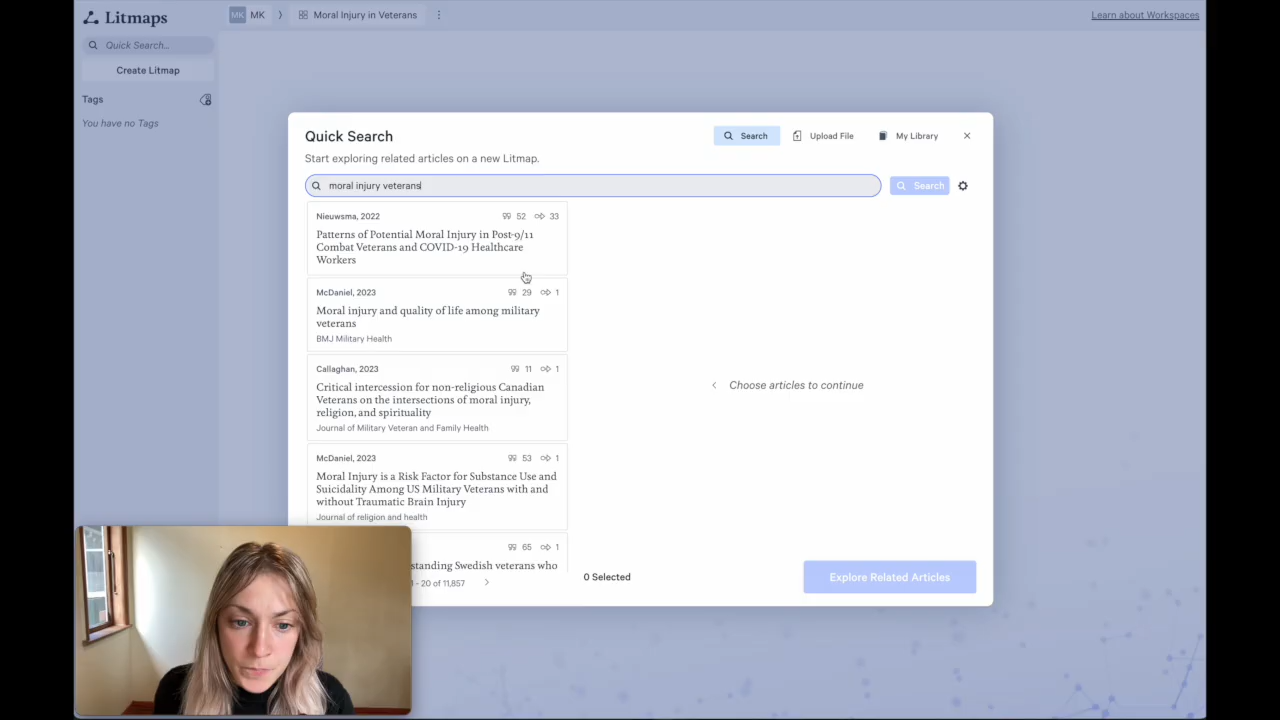 Litmaps
MK MK Moral Injury in Veterans
Learn about Workspaces
Quick Search...
Create Litmap
Tags
You have no Tags
Quick Search
Search Upload File My Library
Start exploring related articles on a new Litmap.
moral injury veterans Search
Nieuwsma, 2022 52 33
Patterns of Potential Moral Injury in Post-9/11
Combat Veterans and COVID-19 Healthcare
Workers
McDaniel, 2023 29 1
Moral injury and quality of life among military
veterans
BMJ Military Health
Callaghan, 2023 11 1
Critical intercession for non-religious Canadian
Veterans on the intersections of moral injury,
religion, and spirituality
Journal of Military Veteran and Family Health
McDaniel, 2023 53 1
Moral Injury is a Risk Factor for Substance Use and
Suicidality Among US Military Veterans with and
without Traumatic Brain Injury
Journal of religion and health
65 1
standing Swedish veterans who
- 20 of 11,857
Choose articles to continue
0 Selected
Explore Related Articles